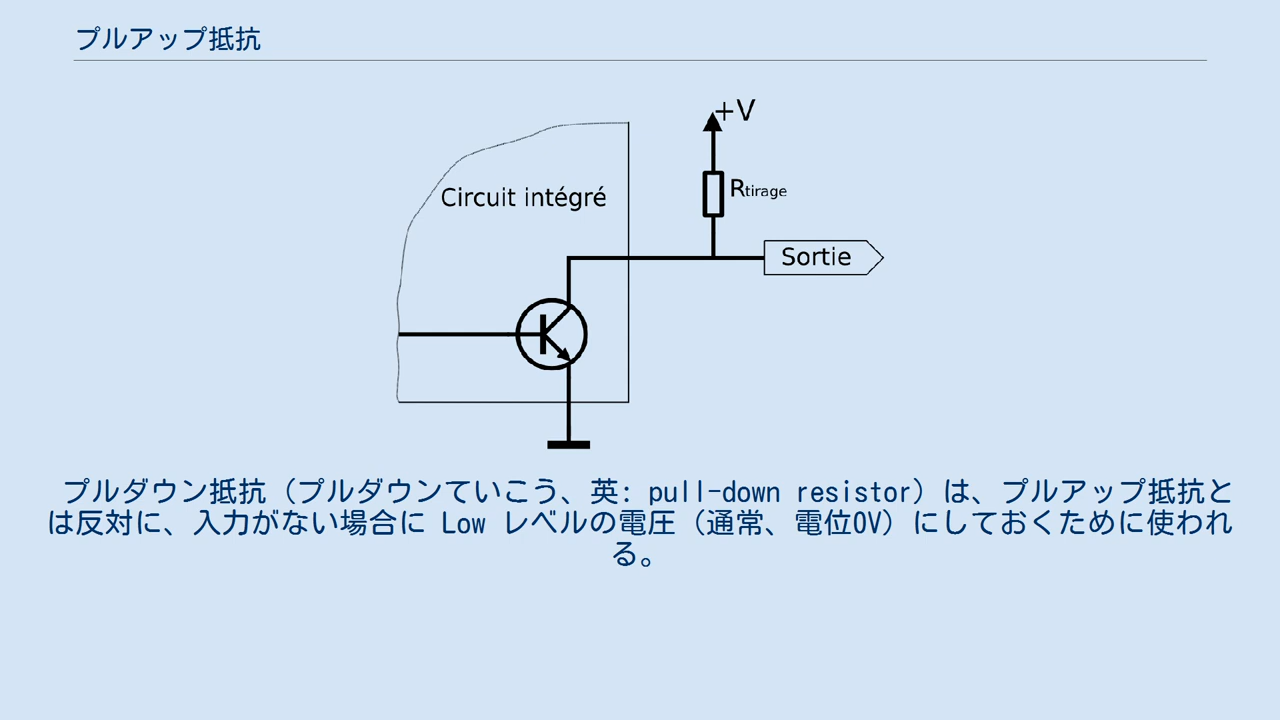 プルアップ抵抗
+V
Circuit intégré
Rtirage
Sortie
プルダウン抵抗（プルダウンていこう、英: pull-down resistor）は、プルアップ抵抗と
は反対に、入力がない場合に Low レベルの電圧（通常、電位0V）にしておくために使われ
る。